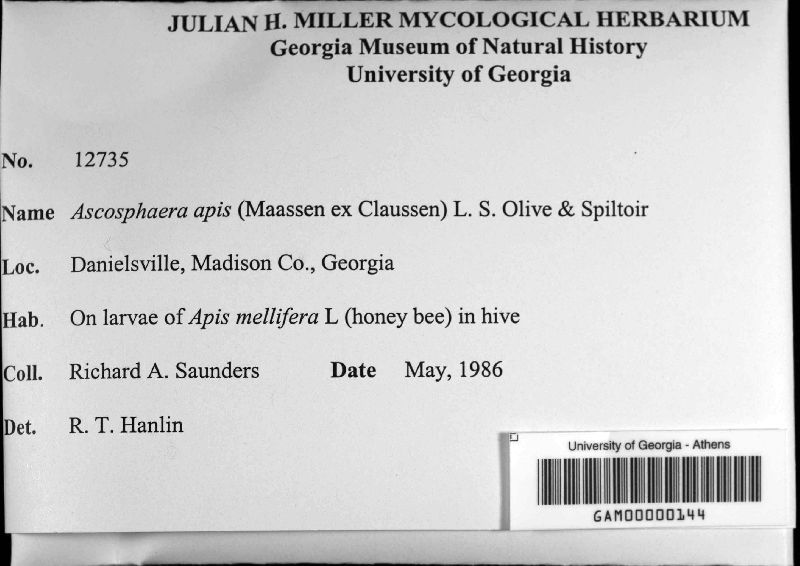 JULIAN H. MILLER MYCOLOGICAL HERBARIUM
Georgia Museum of Natural History
University of Georgia
No. 12735
Name Ascosphaera apis (Maassen ex Claussen) L. S. Olive & Spiltoir
Loc. Danielsville, Madison Co., Georgia
Hab. On larvae of Apis mellifera L (honey bee) in hive
Coll. Richard A. Saunders Date May, 1986
Det. R. T. Hanlin
University of Georgia - Athens
GAM00000144